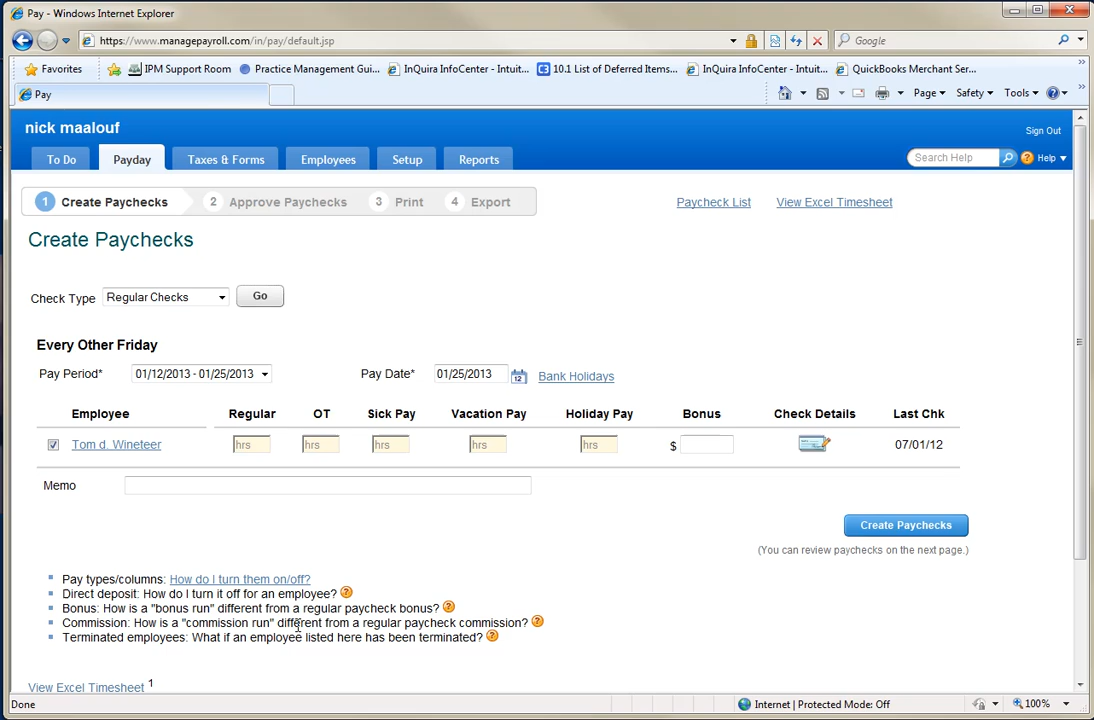 Pay - Windows Internet Explorer
https://www.managepayroll.com/in/pay/default.jsp
Google
Favorites IPM Support Room Practice Management Gui... InQuira InfoCenter - Intuit... 10.1 List of Deferred Items... InQuira InfoCenter - Intuit... QuickBooks Merchant Ser...
Pay
Page Safety Tools
nick maalouf
Sign Out
To Do Payday Taxes & Forms Employees Setup Reports
Search Help Help
1 Create Paychecks 2 Approve Paychecks 3 Print 4 Export
Paycheck List View Excel Timesheet
Create Paychecks
Check Type Regular Checks Go
Every Other Friday
Pay Period* 01/12/2013 - 01/25/2013 Pay Date* 01/25/2013 12 Bank Holidays
Employee Regular OT Sick Pay Vacation Pay Holiday Pay Bonus Check Details Last Chk
Tom d. Wineteer hrs hrs hrs hrs hrs $ 07/01/12
Memo
Create Paychecks
(You can review paychecks on the next page.)
Pay types/columns: How do I turn them on/off?
Direct deposit: How do I turn it off for an employee?
Bonus: How is a "bonus run" different from a regular paycheck bonus?
Commission: How is a "commission run" different from a regular paycheck commission?
Terminated employees: What if an employee listed here has been terminated?
View Excel Timesheet 1
Done Internet | Protected Mode: Off 100%